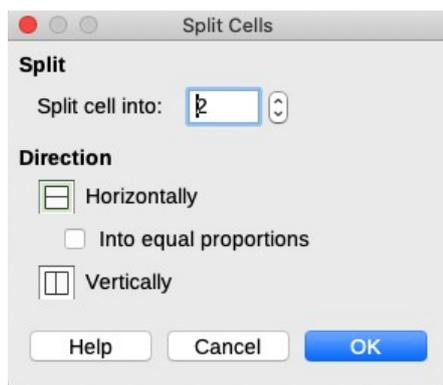 Split Cells
Split
Split cell into: 2
Direction
Horizontally
Into equal proportions
Vertically
Help Cancel OK